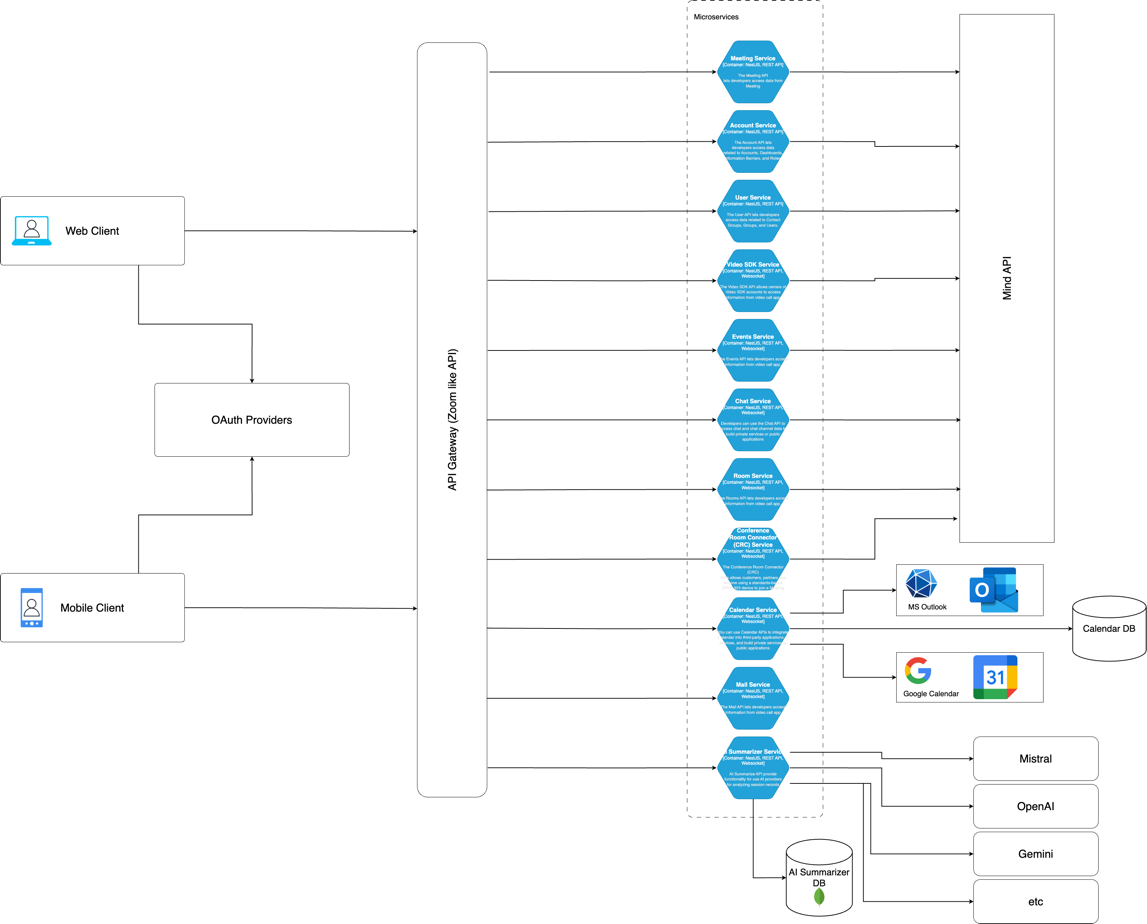 Microservices
Meeting Service
[Container: NestJS, REST API]
The Meeting API
lets developers access data from
Meeting
Account Service
[Container: NestJS, REST API]
The Account API lets
developers access data
related to Accounts, Dashboards,
Information Barriers, and Roles
User Service
[Container: NestJS, REST API]
The User API lets developers
access data related to Contact
Groups, Groups, and Users.
Video SDK Service
[Container: NestJS, REST API,
Websocket]
The Video SDK API allows owners
Video SDK accounts to access
information from video call app
Events Service
[Container: NestJS, REST API,
Websocket]
Events API lets developers access
information from video call app
Chat Service
[Container: NestJS, REST API,
Websocket]
Developers can use the Chat API to
access chat and chat channel data
build private services or public
applications
Room Service
[Container: NestJS, REST API,
Websocket]
Rooms API lets developers access
information from video call app
Conference
Room Connector
(CRC) Service
[Container: NestJS, REST API,
Websocket]
The Conference Room Connector
(CRC)
allows customers, partners,
using a standards-
device to join a
Calendar Service
[Container: NestJS, REST API,
Websocket]
You can use Calendar APIs to integrate
calendar into third-party applications
and build private services
public applications
Mail Service
[Container: NestJS, REST API,
Websocket]
The Mail API lets developers access
information from video call app
AI Summarizer Service
[Container: NestJS, REST API,
Websocket]
AI Summarize API provide
functionality for use AI providers
for analyzing session records
Web Client
OAuth Providers
Mobile Client
API Gateway (Zoom like API)
Mind API
MS Outlook
O
Calendar DB
Google Calendar
31
Mistral
OpenAI
Gemini
etc
AI Summarizer
DB